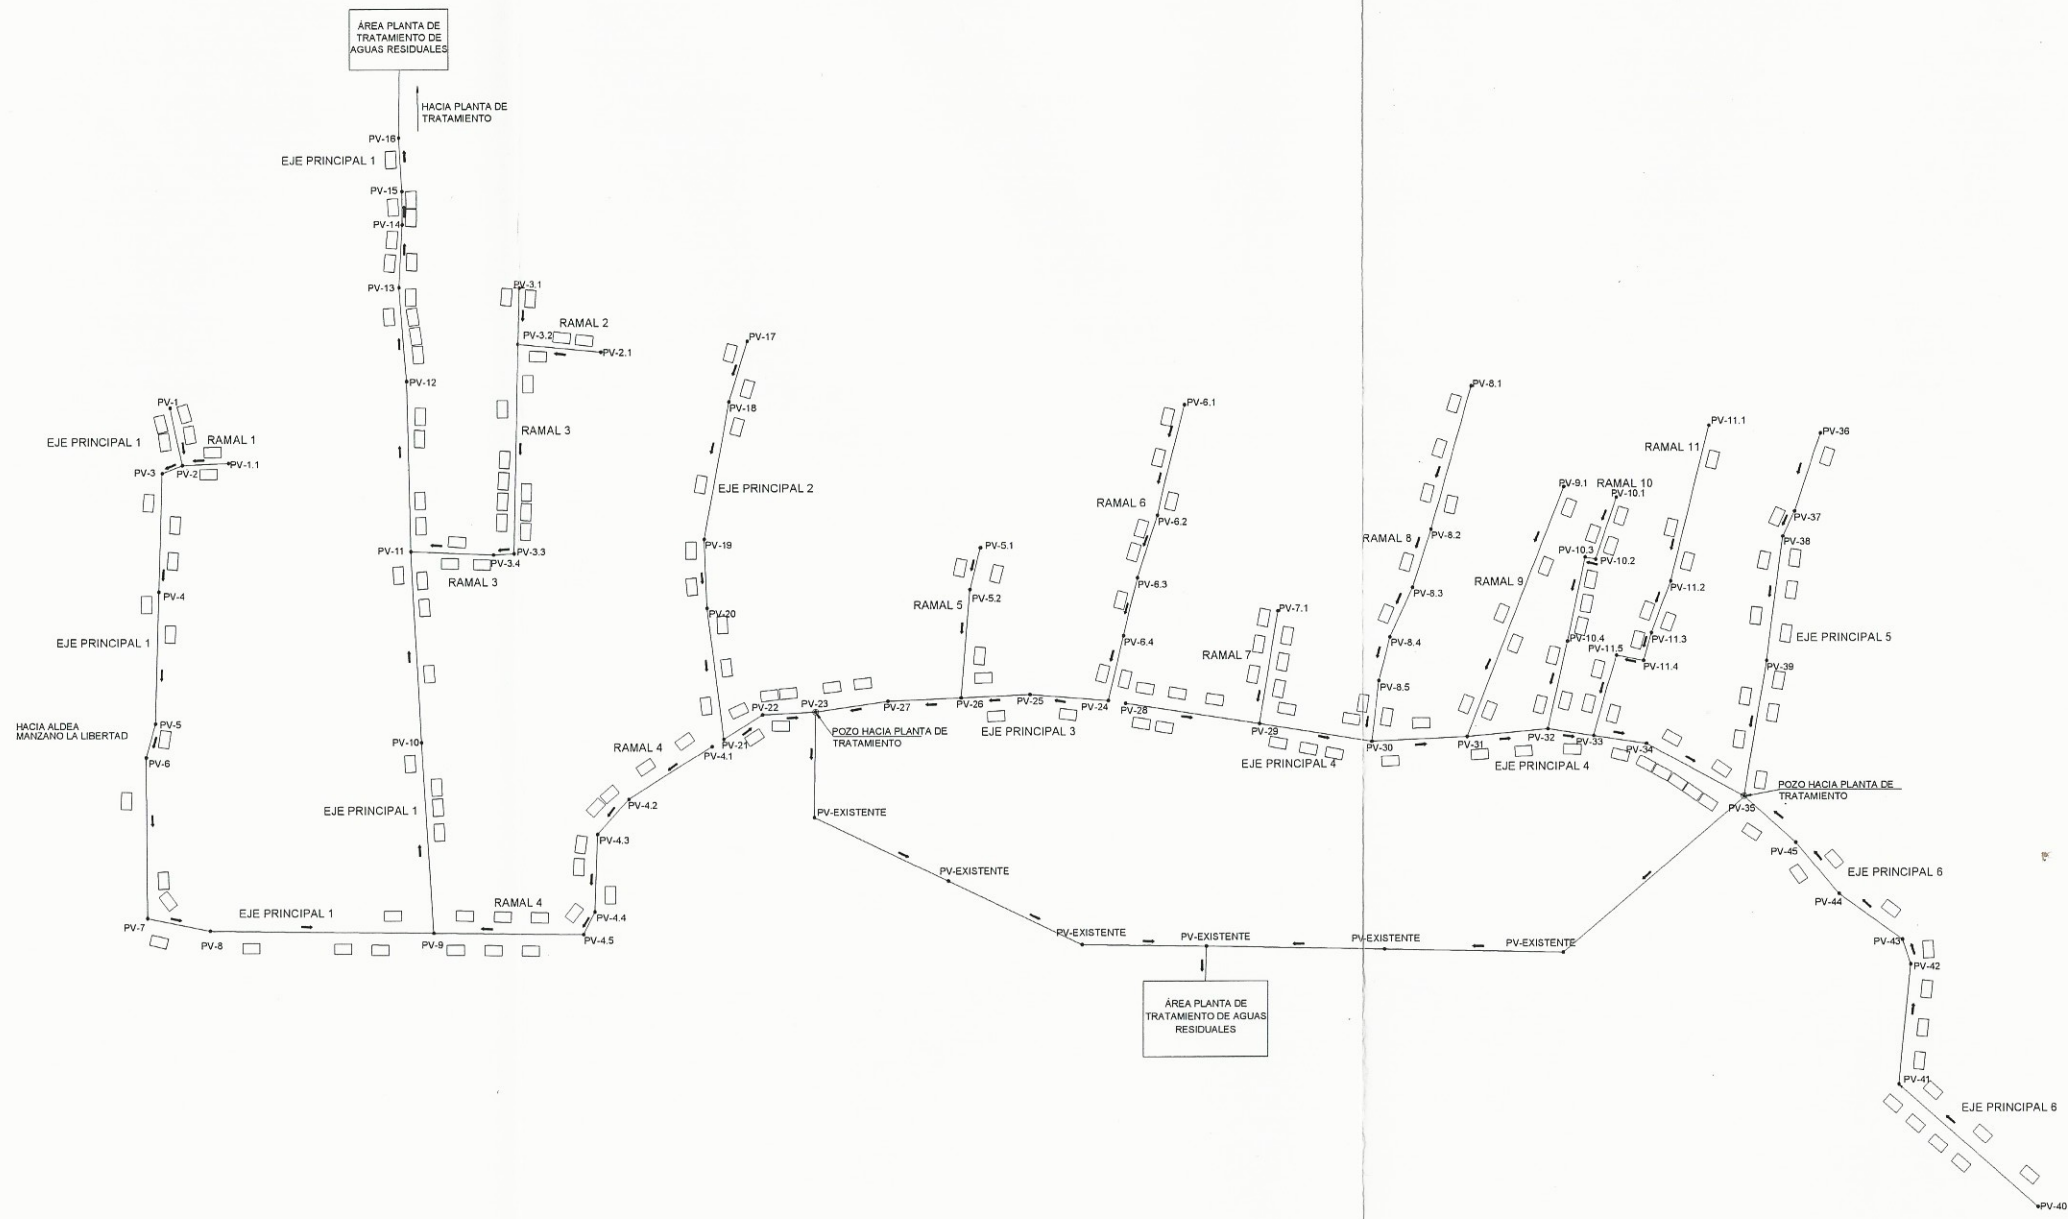 ÁREA PLANTA DE
TRATAMIENTO DE
AGUAS RESIDUALES
HACIA PLANTA DE
TRATAMIENTO
PV-16
EJE PRINCIPAL 1
PV-15
PV-14
PV-13
PV-3.1
RAMAL 2
PV-3.2
PV-2.1
PV-12
PV-1
EJE PRINCIPAL 1
RAMAL 1
PV-3
PV-2
PV-1.1
RAMAL 3
PV-11
PV-3.3
PV-3.4
RAMAL 3
PV-4
EJE PRINCIPAL 1
PV-5
HACIA ALDEA
MANZANO LA LIBERTAD
PV-6
PV-10
EJE PRINCIPAL 1
PV-7
PV-8
EJE PRINCIPAL 1
PV-9
RAMAL 4
PV-4.5
PV-4.4
PV-4.3
PV-4.2
RAMAL 4
PV-4.1
PV-17
PV-18
EJE PRINCIPAL 2
PV-19
PV-20
PV-21
PV-22
PV-23
POZO HACIA PLANTA DE
TRATAMIENTO
PV-27
PV-26
PV-25
PV-24
EJE PRINCIPAL 3
PV-5.1
PV-5.2
RAMAL 5
PV-6.1
RAMAL 6
PV-6.2
PV-6.3
PV-6.4
PV-28
PV-7.1
RAMAL 7
PV-29
EJE PRINCIPAL 4
PV-30
PV-8.1
RAMAL 8
PV-8.2
PV-8.3
PV-8.4
PV-8.5
PV-31
PV-9.1
RAMAL 9
EJE PRINCIPAL 4
PV-32
RAMAL 10
PV-10.1
PV-10.3
PV-10.2
PV-10.4
PV-33
PV-11.1
RAMAL 11
PV-11.2
PV-11.3
PV-11.5
PV-11.4
PV-34
PV-36
PV-37
PV-38
EJE PRINCIPAL 5
PV-39
POZO HACIA PLANTA DE
TRATAMIENTO
PV-35
PV-45
EJE PRINCIPAL 6
PV-44
PV-43
PV-42
PV-41
EJE PRINCIPAL 6
PV-40
PV-EXISTENTE
PV-EXISTENTE
PV-EXISTENTE
PV-EXISTENTE
PV-EXISTENTE
PV-EXISTENTE
ÁREA PLANTA DE
TRATAMIENTO DE AGUAS
RESIDUALES